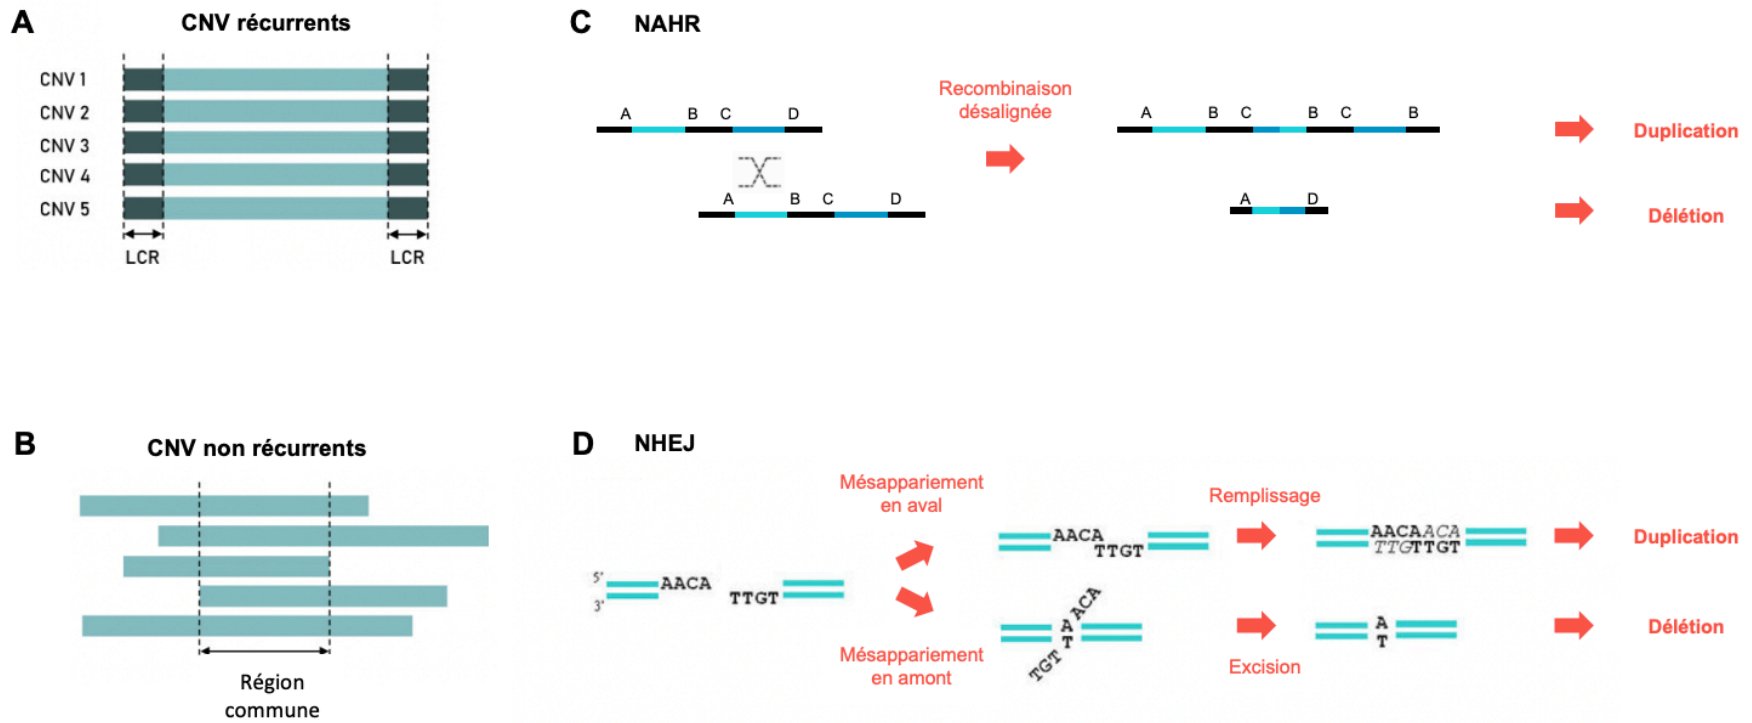 A
CNV récurrents
CNV 1
CNV 2
CNV 3
CNV 4
CNV 5
LCR LCR
B
CNV non récurrents
Région
commune
C
NAHR
A B C D
A B C D
Recombinaison
désalignée
A B C B C B
Duplication
A D
Délétion
D
NHEJ
5'
3'
AACA
TTGT
Mésappariement
en aval
AACA
TTGT
Remplissage
AACAACA
TTGTTGT
Duplication
Mésappariement
en amont
A ACA
TGT T
Excision
A
T
Délétion